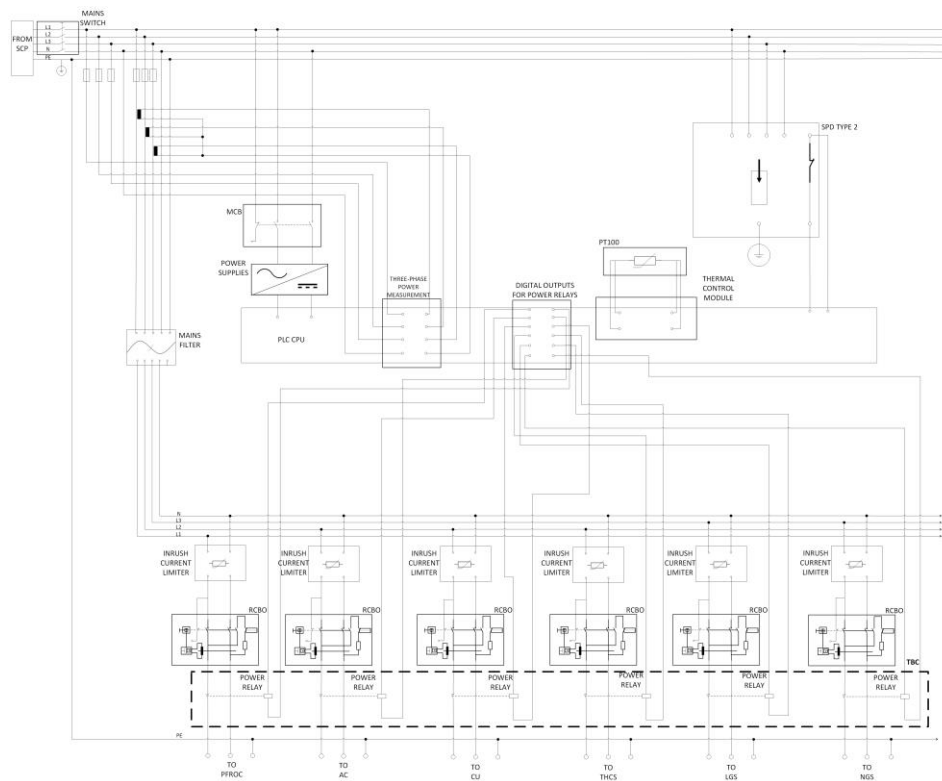 MAINS
SWITCH
FROM
SCP
L1
L2
L3
N
PE
SPD TYPE 2
MCB
POWER
SUPPLIES
PT100
THREE-PHASE
POWER
MEASUREMENT
DIGITAL OUTPUTS
FOR POWER RELAYS
THERMAL
CONTROL
MODULE
MAINS
FILTER
PLC CPU
N
L3
L2
L1
INRUSH
CURRENT
LIMITER
INRUSH
CURRENT
LIMITER
INRUSH
CURRENT
LIMITER
INRUSH
CURRENT
LIMITER
INRUSH
CURRENT
LIMITER
INRUSH
CURRENT
LIMITER
RCBO
RCBO
RCBO
RCBO
RCBO
RCBO
TBC
POWER
RELAY
POWER
RELAY
POWER
RELAY
POWER
RELAY
POWER
RELAY
POWER
RELAY
PE
TO
PFROC
TO
AC
TO
CU
TO
THCS
TO
LGS
TO
NGS